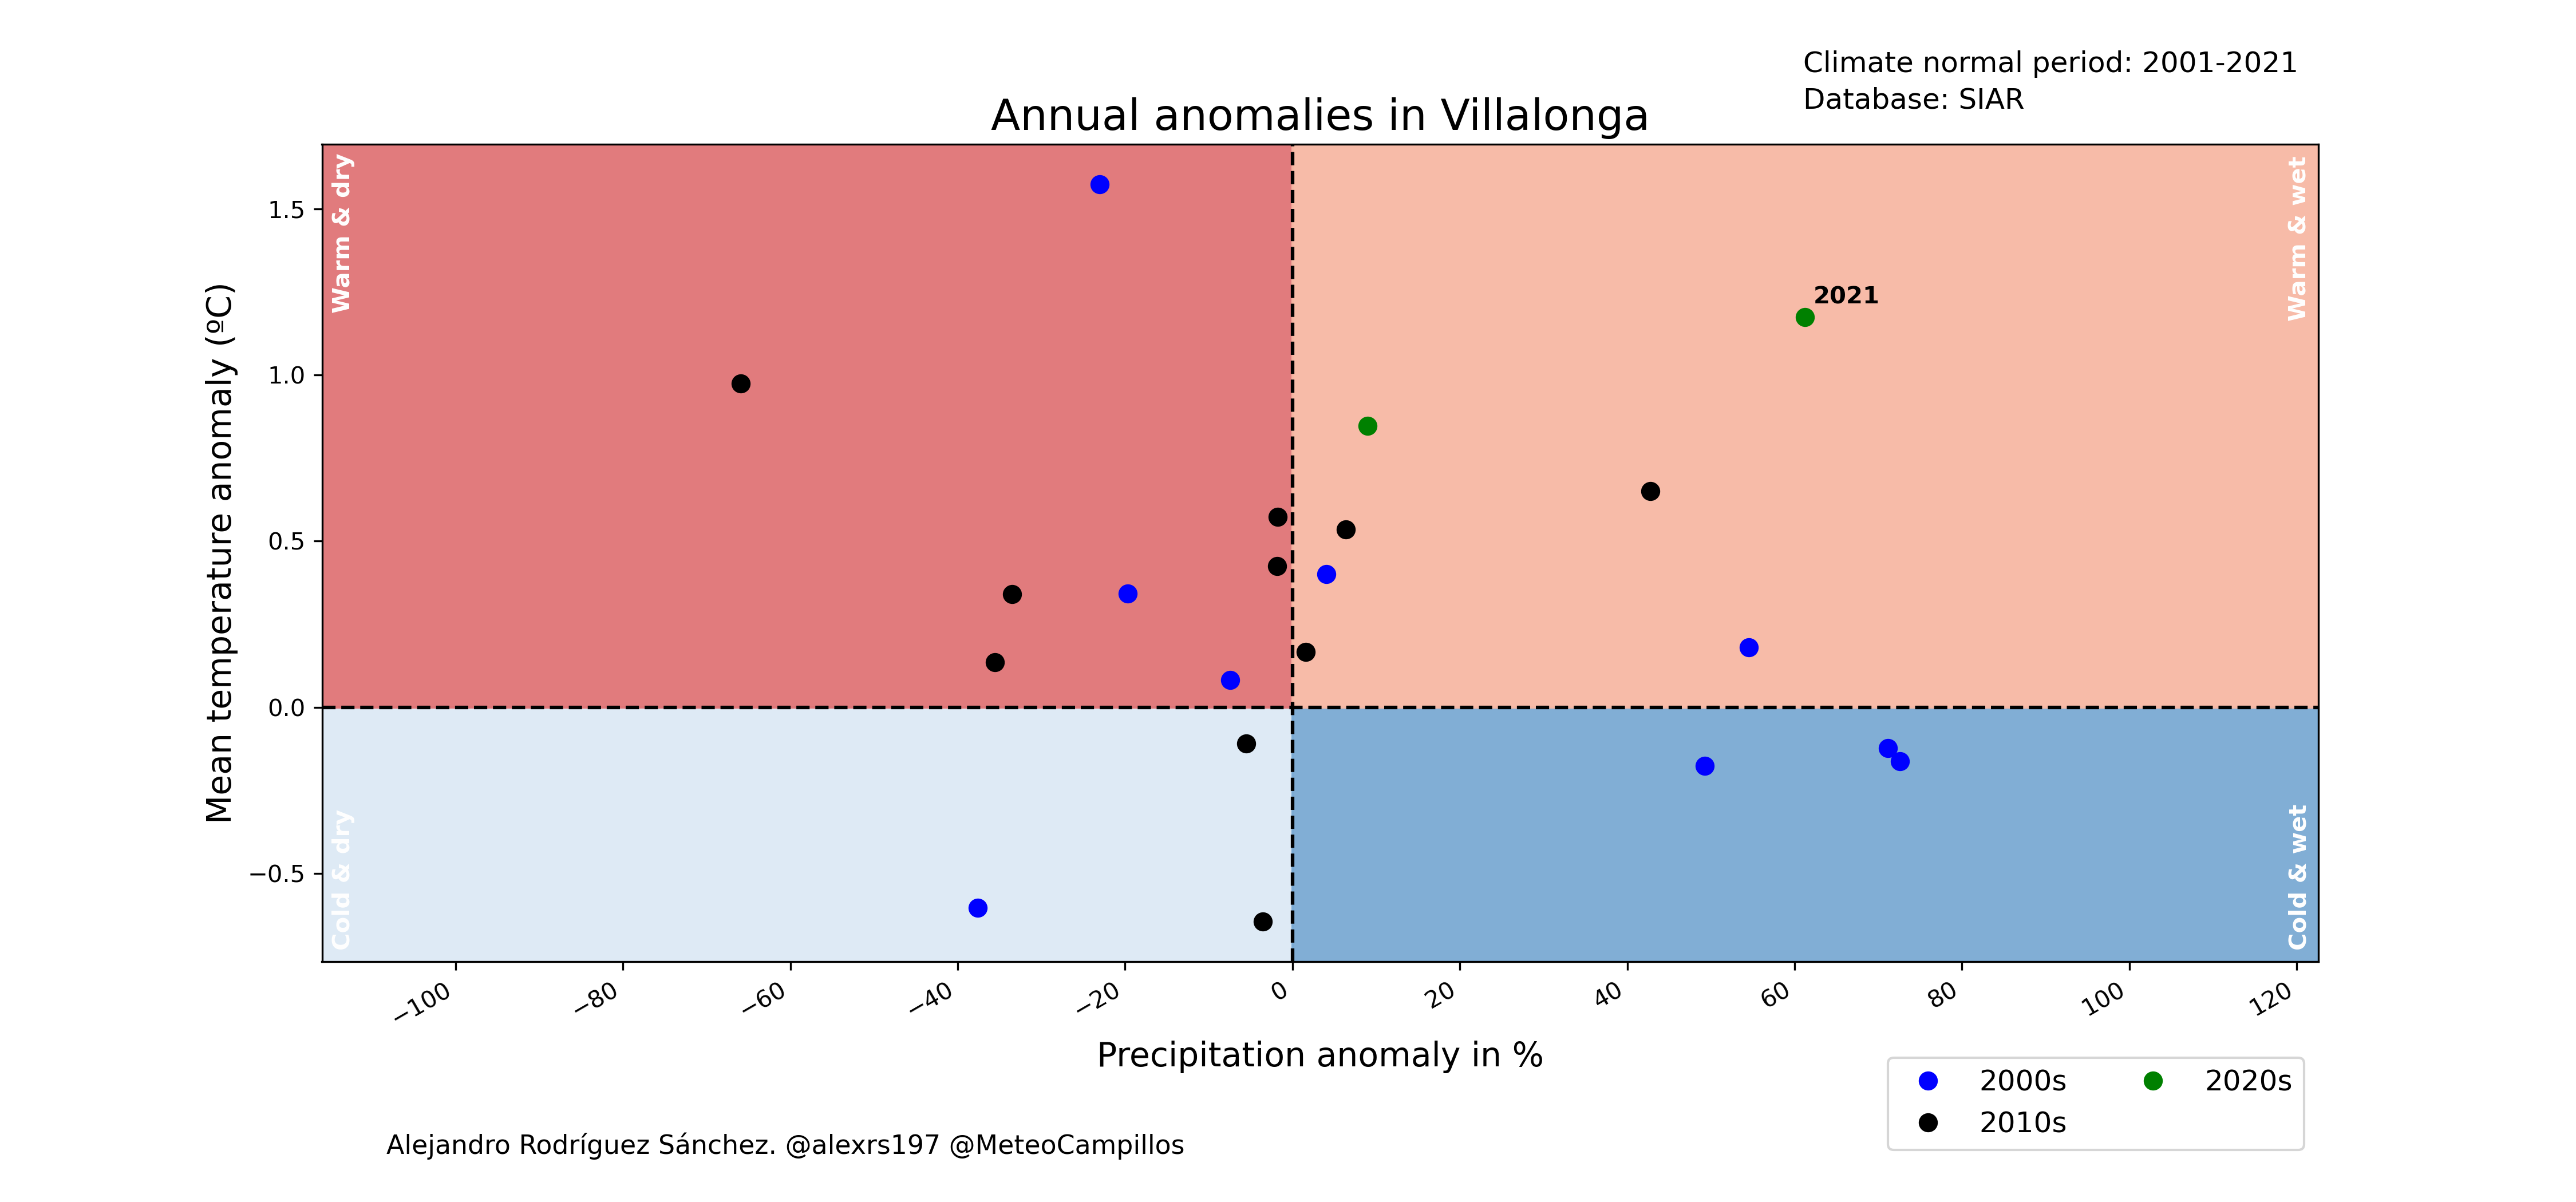 Climate normal period: 2001-2021
Database: SIAR
Annual anomalies in Villalonga
Warm & dry
Warm & wet
2021
Mean temperature anomaly (ºC)
1.5
1.0
0.5
0.0
−0.5
Cold & dry
Cold & wet
−100 −80 −60 −40 −20 0 20 40 60 80 100 120
Precipitation anomaly in %
2000s 2020s
2010s
Alejandro Rodríguez Sánchez. @alexrs197 @MeteoCampillos